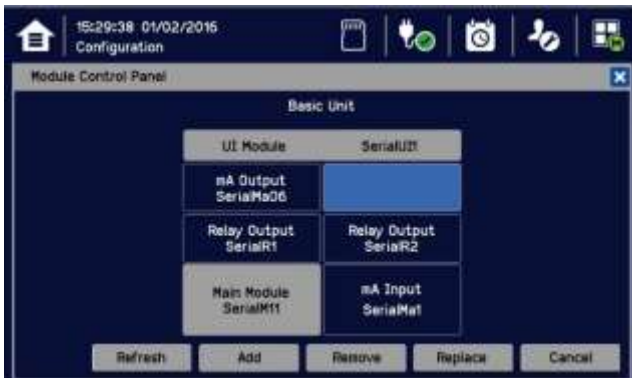 15:29:38 01/02/2016
Configuration
Module Control Panel
Basic Unit
UI Module SerialUI1
mA Output
SerialMaO6
Relay Output Relay Output
SerialR1 SerialR2
Main Module mA Input
SerialM11 SerialMa1
Refresh Add Remove Replace Cancel